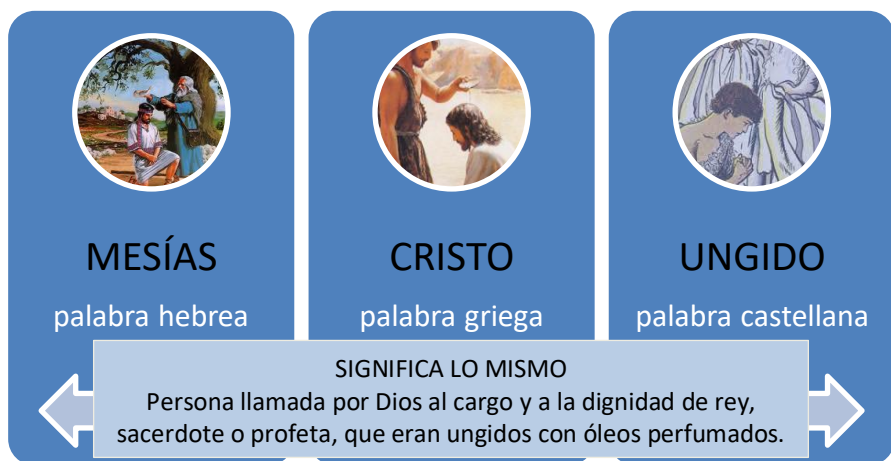 MESÍAS
palabra hebrea
CRISTO
palabra griega
UNGIDO
palabra castellana
SIGNIFICA LO MISMO
Persona llamada por Dios al cargo y a la dignidad de rey,
sacerdote o profeta, que eran ungidos con óleos perfumados.